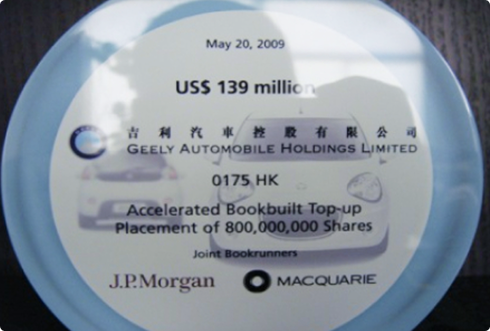 May 20, 2009
US$ 139 million
吉利汽車控股有限公司
GEELY AUTOMOBILE HOLDINGS LIMITED
0175 HK
Accelerated Bookbuilt Top-up
Placement of 800,000,000 Shares
Joint Bookrunners
J.P.Morgan MACQUARIE